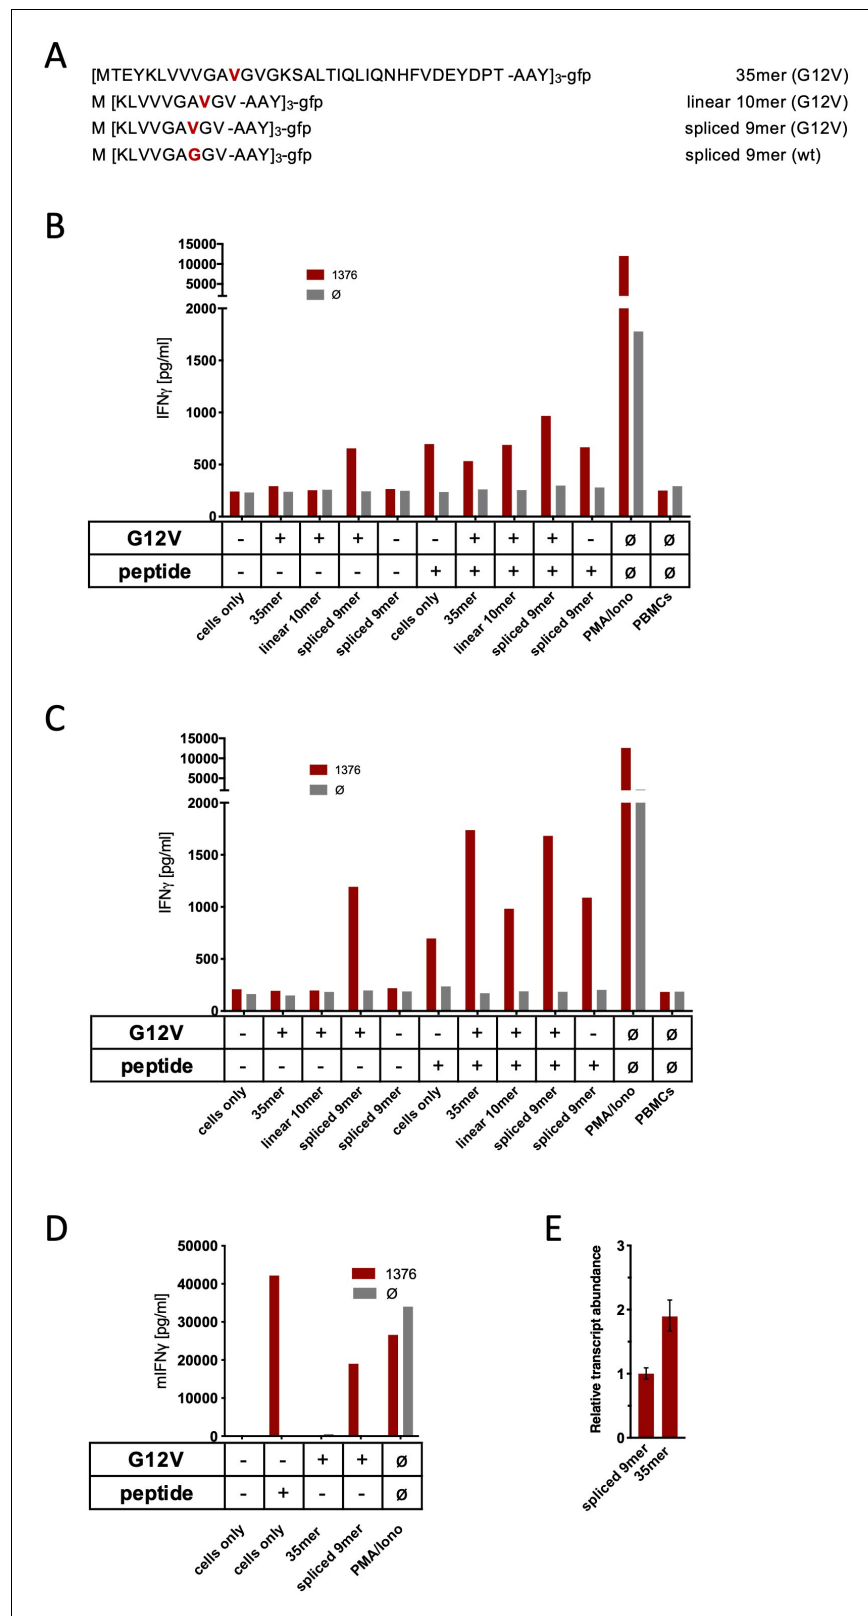 A
[MTEYKLVVVGAVGVGKSALTIQLIQNHFVDEYDPT -AAY]3-gfp 35mer (G12V)
M [KLVVVGAVGV -AAY]3-gfp linear 10mer (G12V)
M [KLVVGAVGV -AAY]3-gfp spliced 9mer (G12V)
M [KLVVGAGGV -AAY]3-gfp spliced 9mer (wt)
B
15000
10000
5000
2000
1500
1000
500
0
IFNγ [pg/ml]
1376
Ø
G12V - + + + - - + + + - Ø Ø
peptide - - - - - + + + + + Ø Ø
cells only 35mer linear 10mer spliced 9mer spliced 9mer cells only 35mer linear 10mer spliced 9mer spliced 9mer PMA/Iono PBMCs
C
15000
10000
5000
2000
1500
1000
500
0
IFNγ [pg/ml]
1376
Ø
G12V - + + + - - + + + - Ø Ø
peptide - - - - - + + + + + Ø Ø
cells only 35mer linear 10mer spliced 9mer spliced 9mer cells only 35mer linear 10mer spliced 9mer spliced 9mer PMA/Iono PBMCs
D
50000
40000
30000
20000
10000
0
mIFNγ [pg/ml]
1376
Ø
G12V - - + + Ø
peptide - + - - Ø
cells only cells only 35mer spliced 9mer PMA/Iono
E
3
2
1
0
Relative transcript abundance
spliced 9mer 35mer